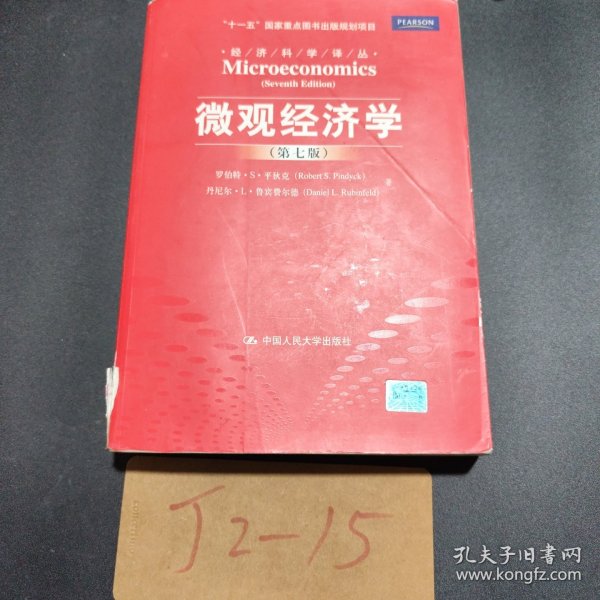 "十一五"国家重点图书出版规划项目
PEARSON
·经/济/科/学/译/丛·
Microeconomics
(Seventh Edition)
微观经济学
(第七版)
罗伯特·S·平狄克 (Robert S. Pindyck)
丹尼尔·L·鲁宾费尔德 (Daniel L. Rubinfeld)
著
中国人民大学出版社
J2-15
孔夫子旧书网
www.kongfz.com